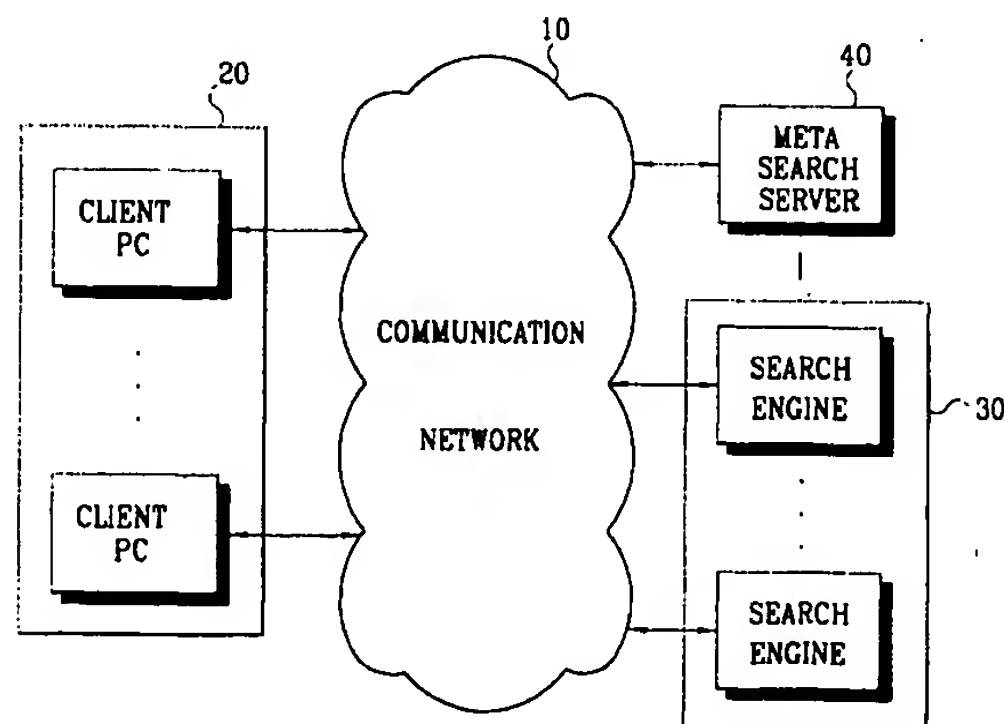 10
20
40
META
SEARCH
SERVER
CLIENT
PC
COMMUNICATION
NETWORK
SEARCH
ENGINE
30
CLIENT
PC
SEARCH
ENGINE